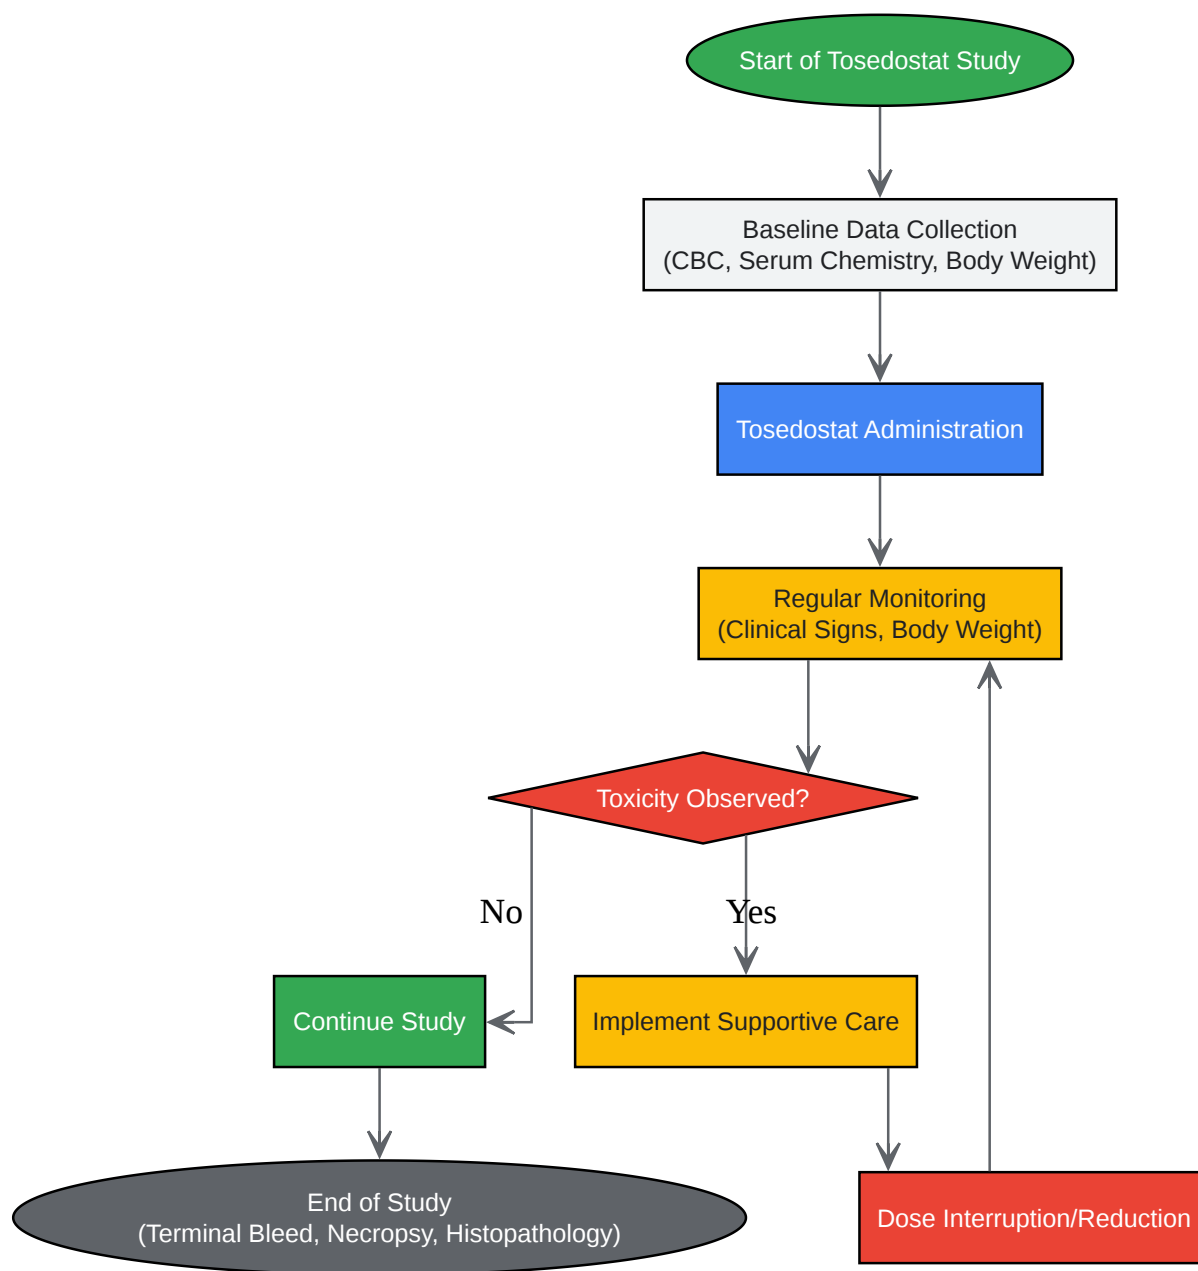 Start of Tosedostat Study
Baseline Data Collection
(CBC, Serum Chemistry, Body Weight)
Tosedostat Administration
Regular Monitoring
(Clinical Signs, Body Weight)
Toxicity Observed?
No
Yes
Continue Study
Implement Supportive Care
End of Study
(Terminal Bleed, Necropsy, Histopathology)
Dose Interruption/Reduction